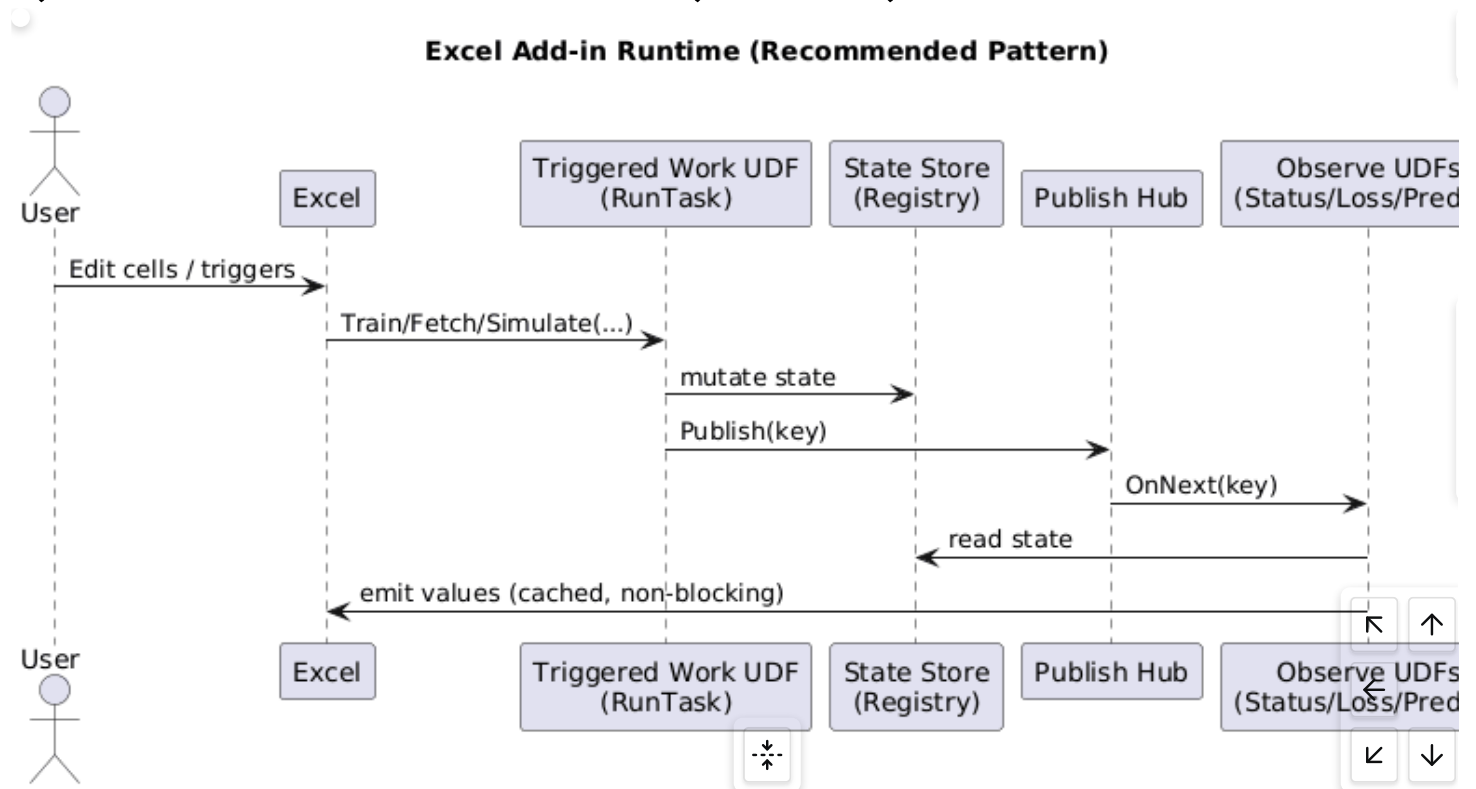 Excel Add-in Runtime (Recommended Pattern)
User
Excel
Triggered Work UDF
(RunTask)
State Store
(Registry)
Publish Hub
Observe UDFs
(Status/Loss/Pred
Edit cells / triggers
Train/Fetch/Simulate(...)
mutate state
Publish(key)
OnNext(key)
read state
emit values (cached, non-blocking)
User
Excel
Triggered Work UDF
(RunTask)
State Store
(Registry)
Publish Hub
Observe UDFs
(Status/Loss/Pred